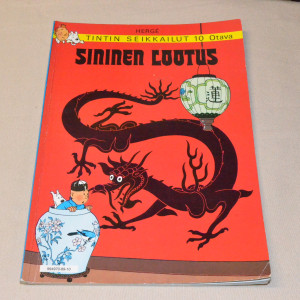 HERGÉ
TINTIN SEIKKAILUT 10 Otava
SININEN LOOTUS
蓮